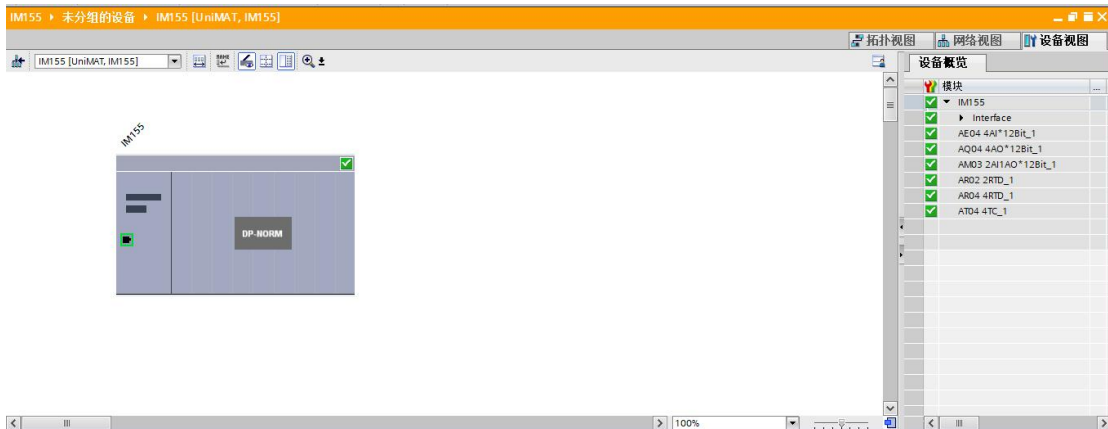 IM155 ▸ 未分组的设备 ▸ IM155 [UniMAT, IM155]
拓扑视图 网络视图 设备视图
IM155 [UniMAT, IM155]
设备概览
模块 ...
IM155
Interface
AE04 4AI*12Bit_1
AQ04 4AO*12Bit_1
AM03 2AI1AO*12Bit_1
AR02 2RTD_1
AR04 4RTD_1
AT04 4TC_1
IM155
DP-NORM
100%